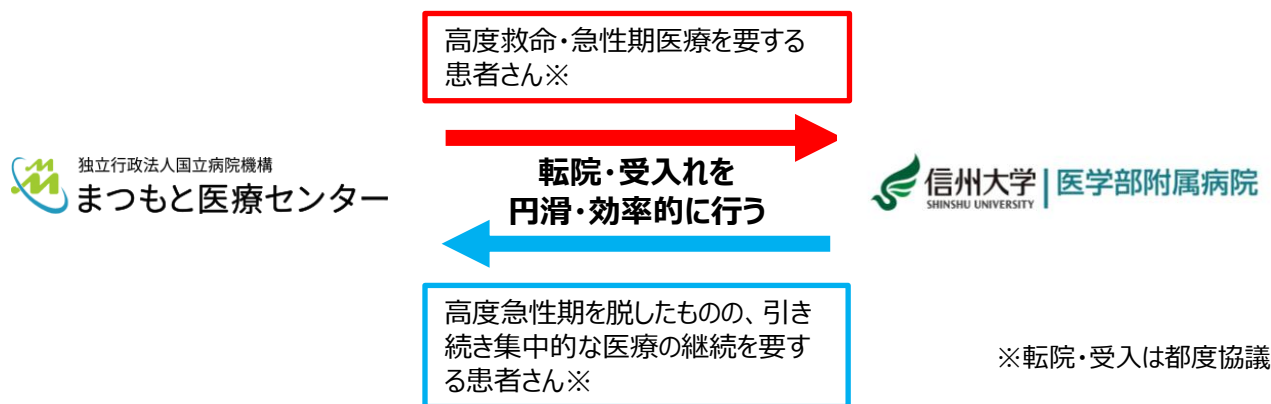 高度救命・急性期医療を要する
患者さん※
独立行政法人国立病院機構
まつもと医療センター
転院・受入れを
円滑・効率的に行う
信州大学
SHINSHU UNIVERSITY
医学部附属病院
高度急性期を脱したものの、引き
続き集中的な医療の継続を要す
る患者さん※
※転院・受入は都度協議